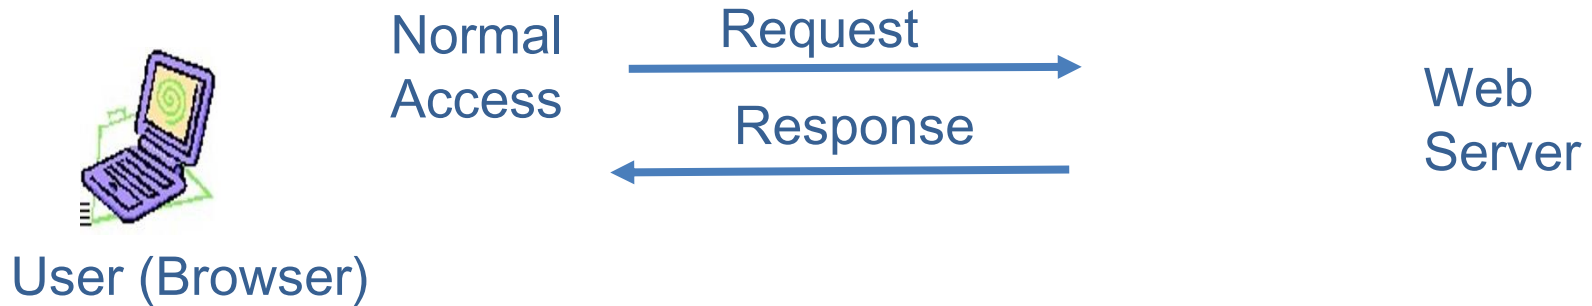 Normal
Access
Request
Response
Web
Server
User (Browser)